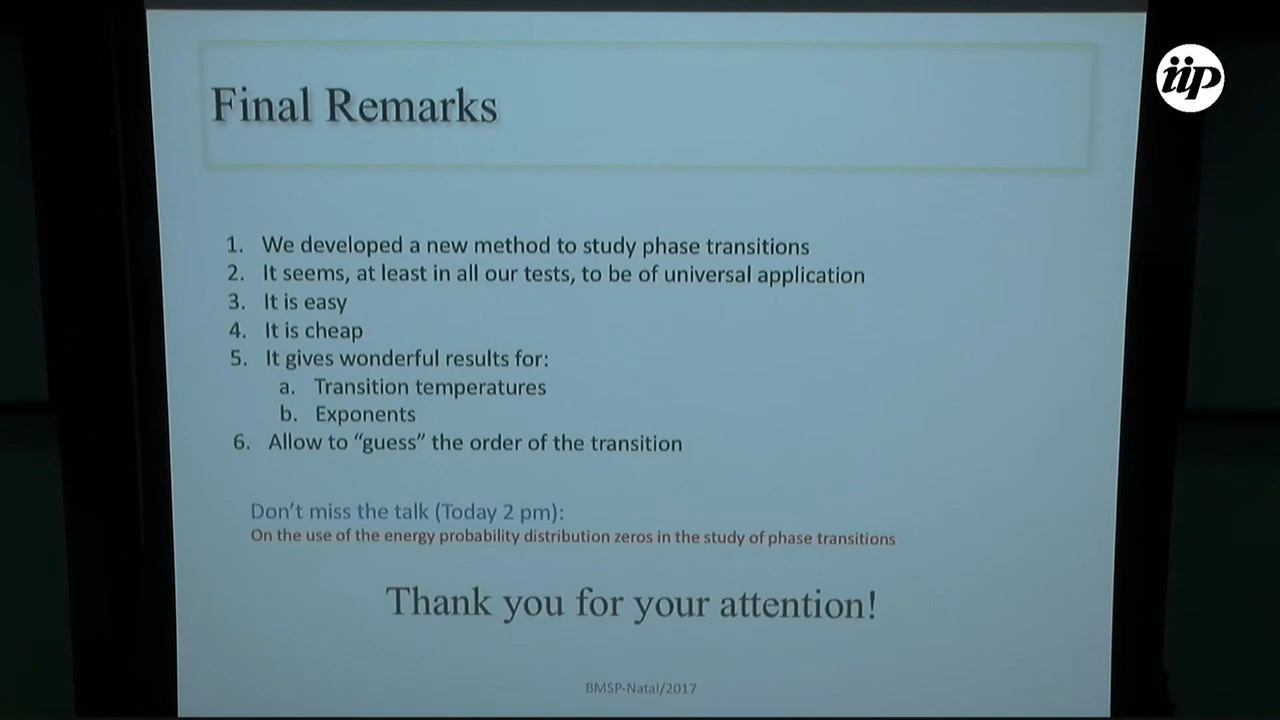 iip
Final Remarks
1. We developed a new method to study phase transitions
2. It seems, at least in all our tests, to be of universal application
3. It is easy
4. It is cheap
5. It gives wonderful results for:
a. Transition temperatures
b. Exponents
6. Allow to “guess” the order of the transition
Don’t miss the talk (Today 2 pm):
On the use of the energy probability distribution zeros in the study of phase transitions
Thank you for your attention!
BMSP-Natal/2017